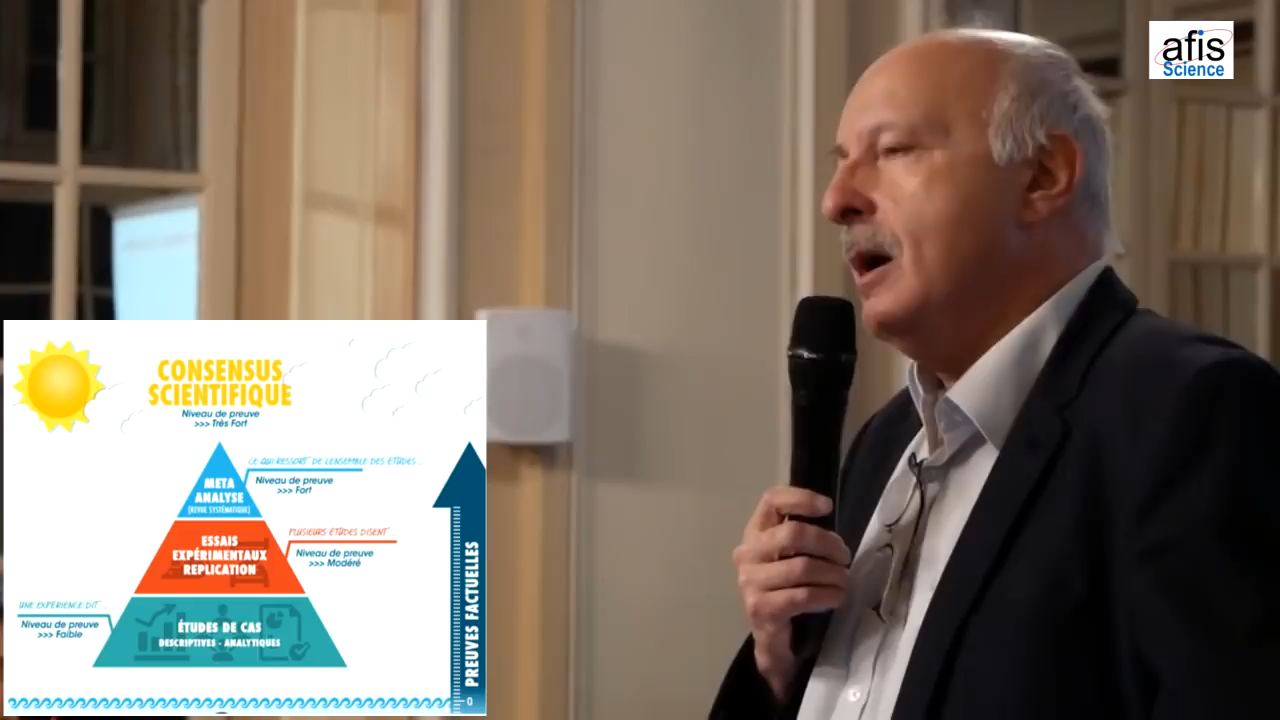 afis
Science
CONSENSUS
SCIENTIFIQUE
Niveau de preuve
>>> Très Fort
CE QUI RESSORT DE L'ENSEMBLE DES ÉTUDES ...
META
ANALYSE
(REVUE SYSTÉMATIQUE)
Niveau de preuve
>>> Fort
PLUSIEURS ÉTUDES DISENT
ESSAIS
EXPÉRIMENTAUX
REPLICATION
Niveau de preuve
>>> Modéré
UNE EXPÉRIENCE DIT ...
Niveau de preuve
>>> Faible
ÉTUDES DE CAS
DESCRIPTIVES - ANALYTIQUES
PREUVES FACTUELLES
0